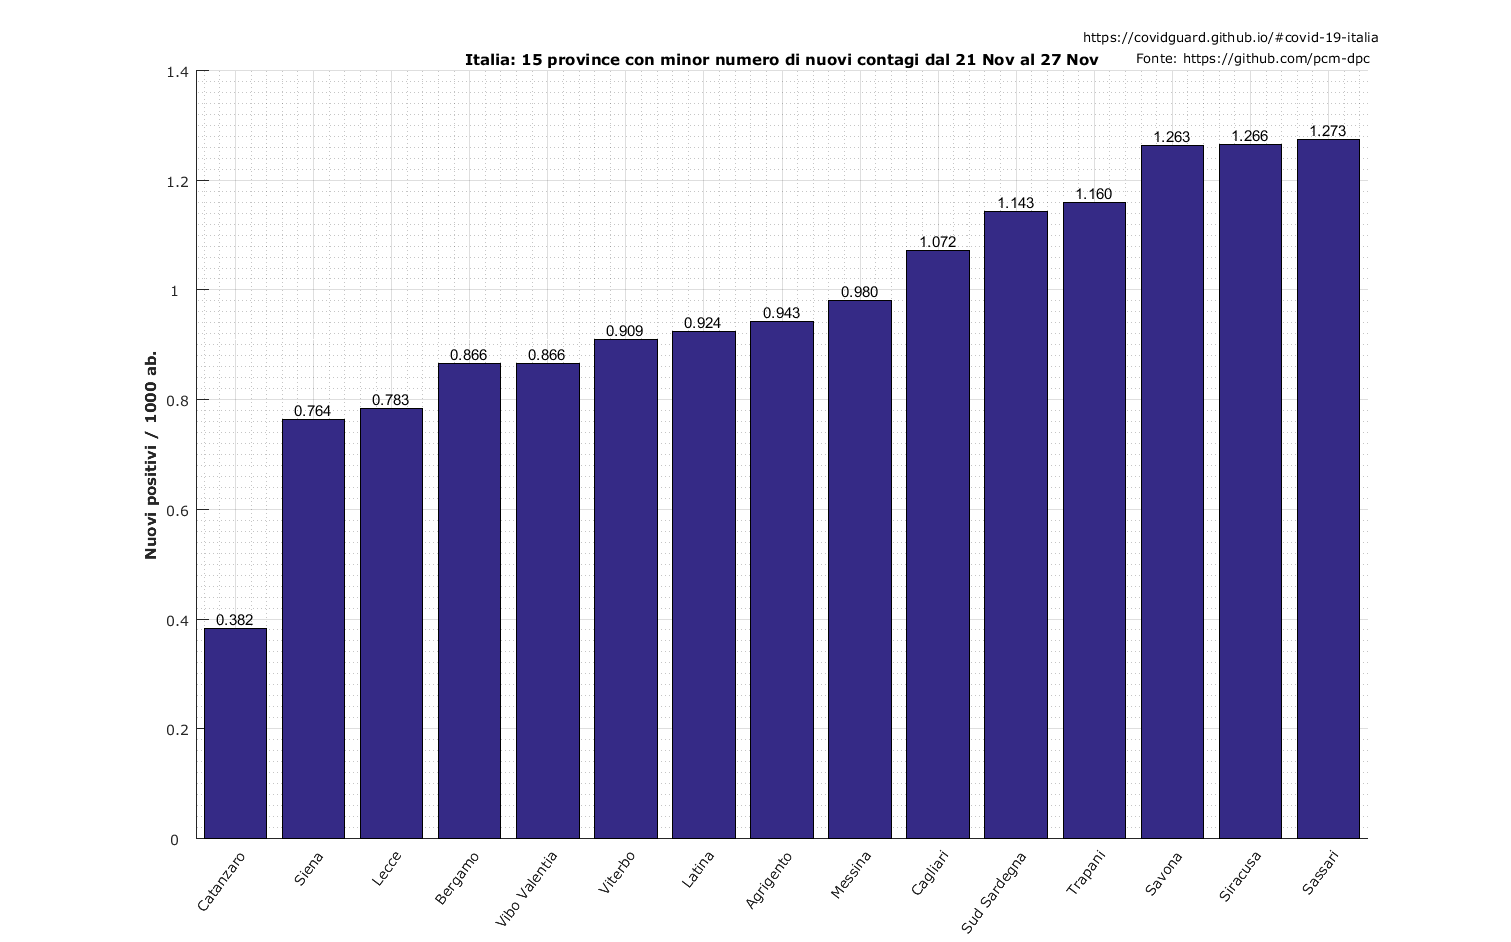 https://covidguard.github.io/#covid-19-italia
Italia: 15 province con minor numero di nuovi contagi dal 21 Nov al 27 Nov
Fonte: https://github.com/pcm-dpc
Nuovi positivi / 1000 ab.
1.4
1.2
1
0.8
0.6
0.4
0.2
0
0.382
0.764
0.783
0.866
0.866
0.909
0.924
0.943
0.980
1.072
1.143
1.160
1.263
1.266
1.273
Catanzaro
Siena
Lecce
Bergamo
Vibo Valentia
Viterbo
Latina
Agrigento
Messina
Cagliari
Sud Sardegna
Trapani
Savona
Siracusa
Sassari